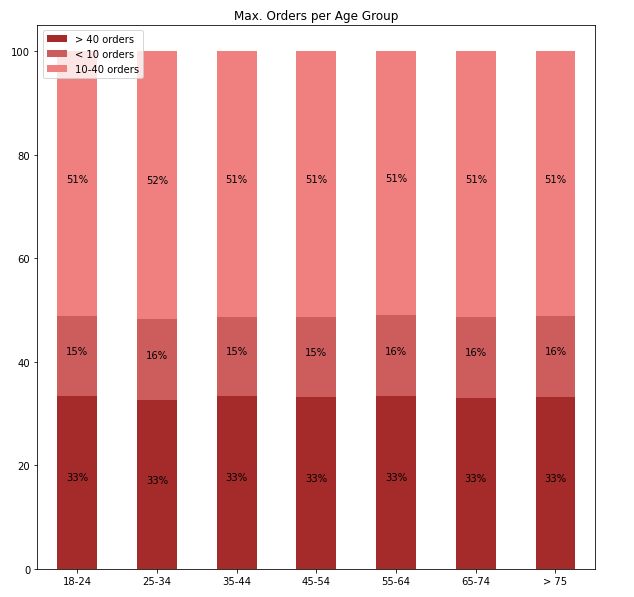 Max. Orders per Age Group
> 40 orders
< 10 orders
10-40 orders
100
80
60
40
20
0
51% 52% 51% 51% 51% 51% 51%
15% 16% 15% 15% 16% 16% 16%
33% 33% 33% 33% 33% 33% 33%
18-24 25-34 35-44 45-54 55-64 65-74 > 75